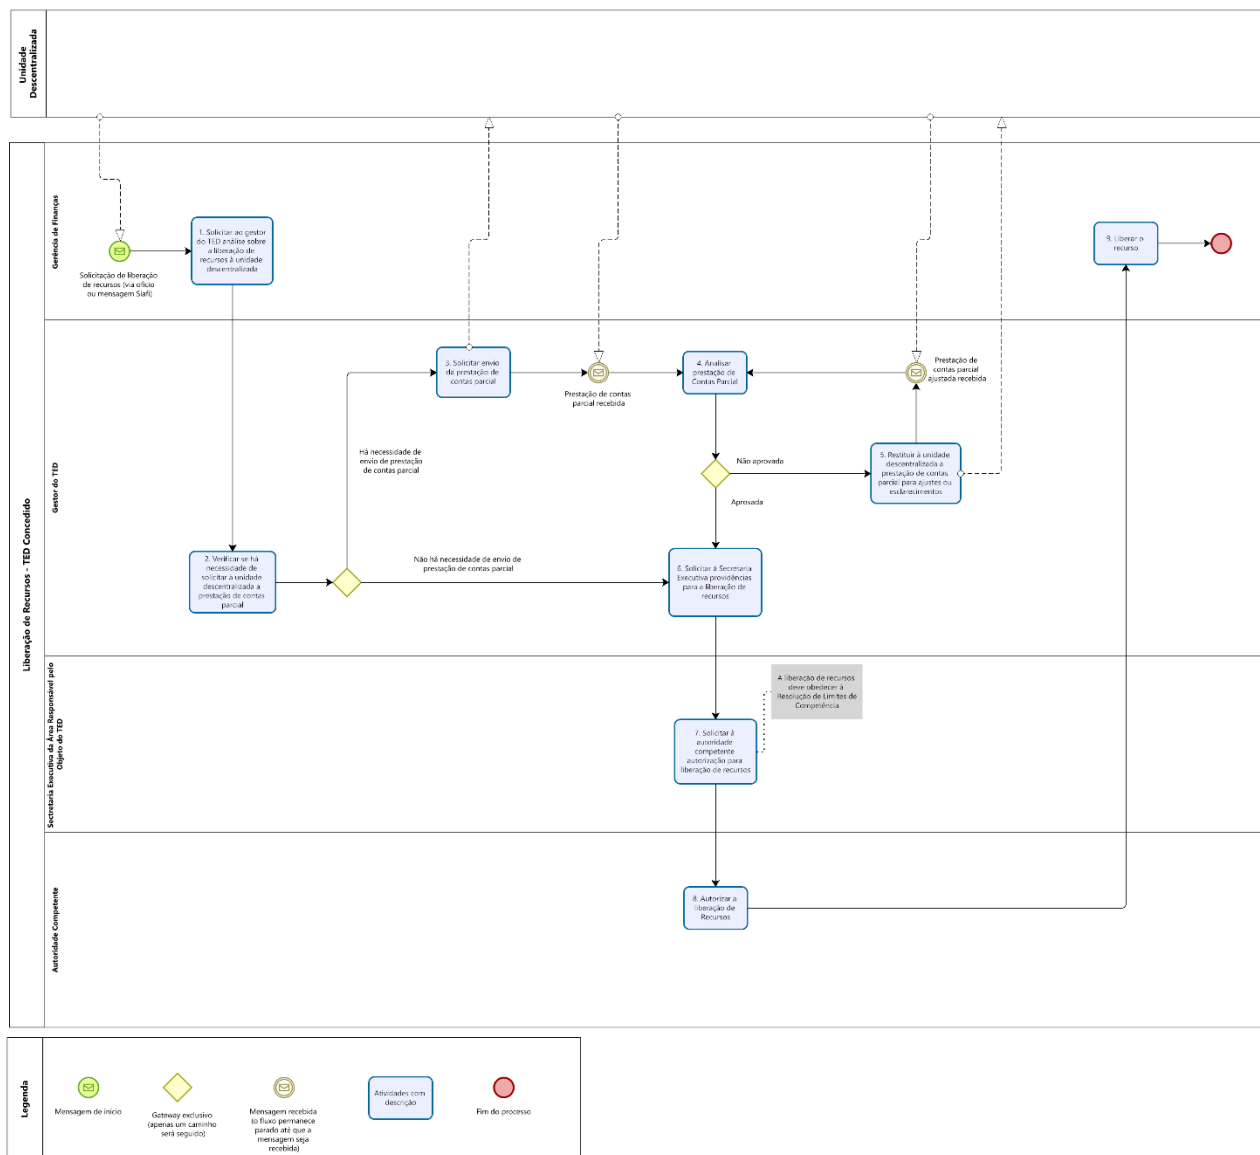 Unidade
Descentralizada
Liberação de Recursos - TED Concedido
Gerência de Finanças
Solicitação de liberação
de recursos (via ofício
ou mensagem Siafi)
1. Solicitar ao gestor
do TED análise sobre
a liberação de
recursos à unidade
descentralizada
9. Liberar o
recurso
Gestor do TED
3. Solicitar envio
da prestação de
contas parcial
Prestação de contas
parcial recebida
4. Analisar
prestação de
Contas Parcial
Prestação de
contas parcial
ajustada recebida
Há necessidade de
envio de prestação
de contas parcial
Não aprovada
Aprovada
5. Restituir à unidade
descentralizada a
prestação de contas
parcial para ajustes ou
esclarecimentos
2. Verificar se há
necessidade de
solicitar à unidade
descentralizada a
prestação de contas
parcial
Não há necessidade de envio de
prestação de contas parcial
6. Solicitar à Secretaria
Executiva providências
para a liberação de
recursos
Sectretaria Executiva da Área Responsável pelo
Objeto do TED
A liberação de recursos
deve obedecer à
Resolução de Limites de
Competência
7. Solicitar à
autoridade
competente
autorização para
liberação de recursos
Autoridade Competente
8. Autorizar a
liberação de
Recursos
Legenda
Mensagem de início
Gateway exclusivo
(apenas um caminho
será seguido)
Mensagem recebida
(o fluxo permanece
parado até que a
mensagem seja
recebida)
Atividades com
descrição
Fim do processo